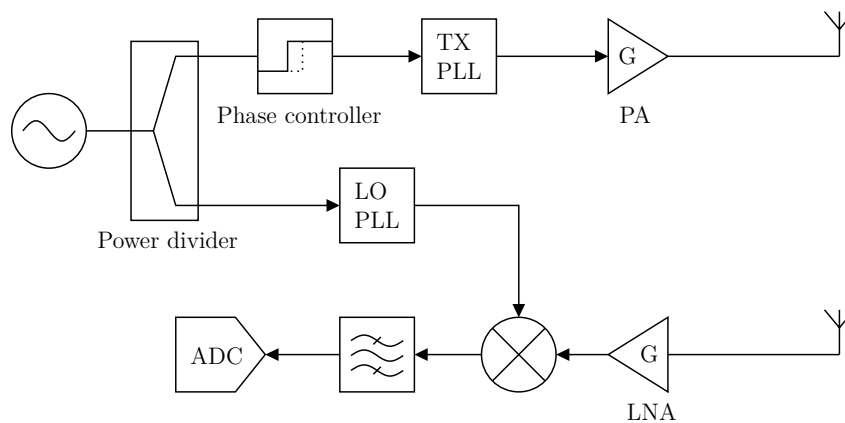 TX
PLL
G
Phase controller
PA
LO
PLL
Power divider
ADC
G
LNA